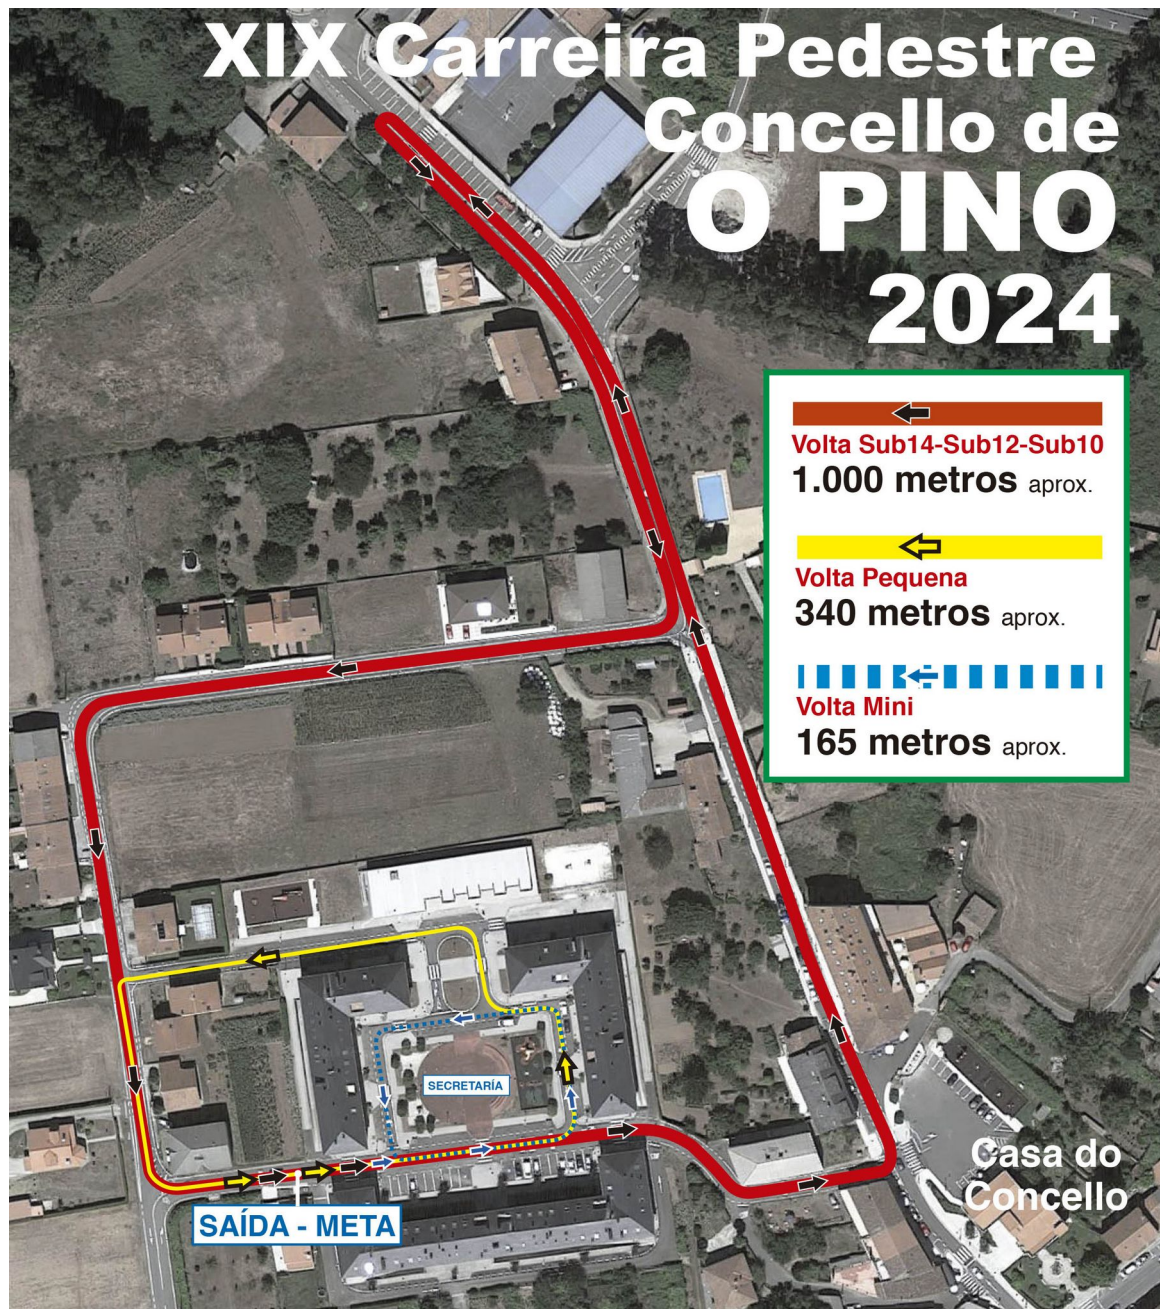 XIX Carreira Pedestre
Concello de
O PINO
2024
Volta Sub14-Sub12-Sub10
1.000 metros aprox.
Volta Pequena
340 metros aprox.
Volta Mini
165 metros aprox.
SECRETARÍA
Casa do
Concello
SAÍDA - META